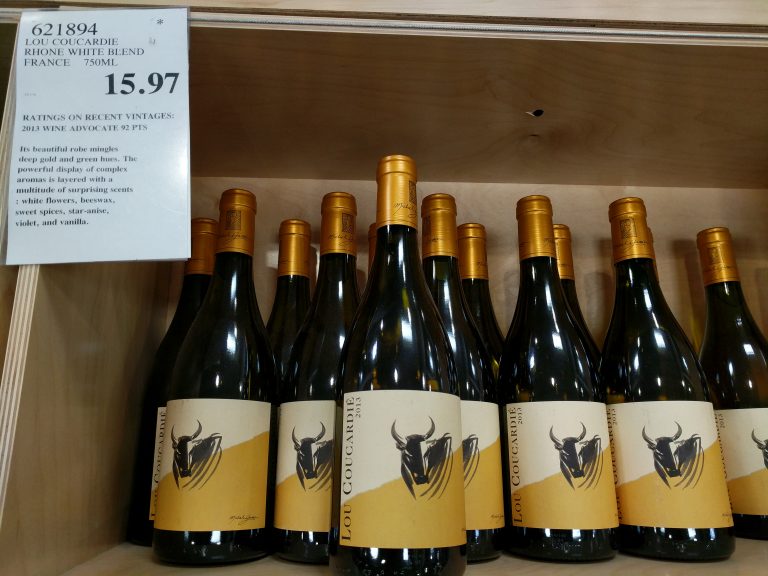 621894 *
LOU COUCARDIE
RHONE WHITE BLEND
FRANCE 750ML
15.97
RATINGS ON RECENT VINTAGES:
2013 WINE ADVOCATE 92 PTS
Its beautiful robe mingles
deep gold and green hues. The
powerful display of complex
aromas is layered with a
multitude of surprising scents
: white flowers, beeswax,
sweet spices, star-anise,
violet, and vanilla.
LOU COUCARDIÉ
2013
LOU COUCARDIÉ
2013
LOU COUCARDIÉ
2013